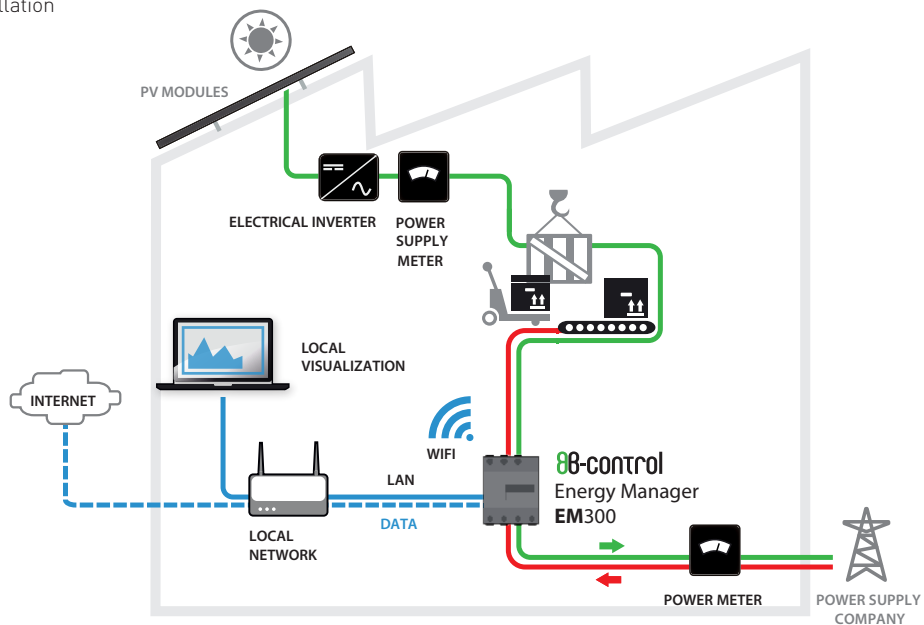 llation
PV MODULES
ELECTRICAL INVERTER
POWER
SUPPLY
METER
LOCAL
VISUALIZATION
INTERNET
WIFI
LAN
DATA
LOCAL
NETWORK
BB-control
Energy Manager
EM300
POWER METER
POWER SUPPLY
COMPANY